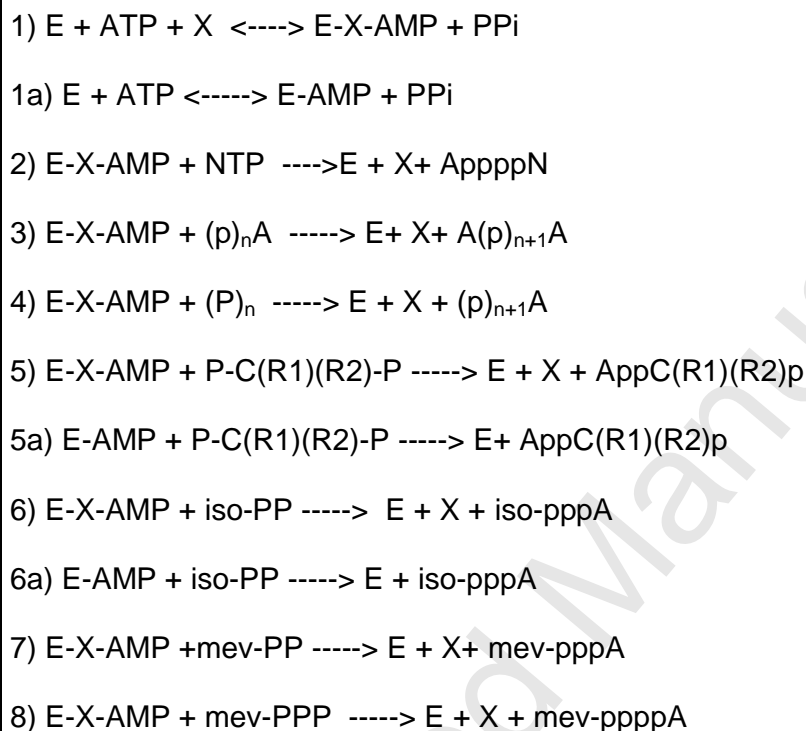 1) E + ATP + X <----> E-X-AMP + PPi
1a) E + ATP <-----> E-AMP + PPi
2) E-X-AMP + NTP ---->E + X+ AppppN
3) E-X-AMP + (p)nA -----> E+ X+ A(p)n+1A
4) E-X-AMP + (P)n -----> E + X + (p)n+1A
5) E-X-AMP + P-C(R1)(R2)-P -----> E + X + AppC(R1)(R2)p
5a) E-AMP + P-C(R1)(R2)-P -----> E+ AppC(R1)(R2)p
6) E-X-AMP + iso-PP -----> E + X + iso-pppA
6a) E-AMP + iso-PP -----> E + iso-pppA
7) E-X-AMP +mev-PP -----> E + X+ mev-pppA
8) E-X-AMP + mev-PPP -----> E + X + mev-ppppA